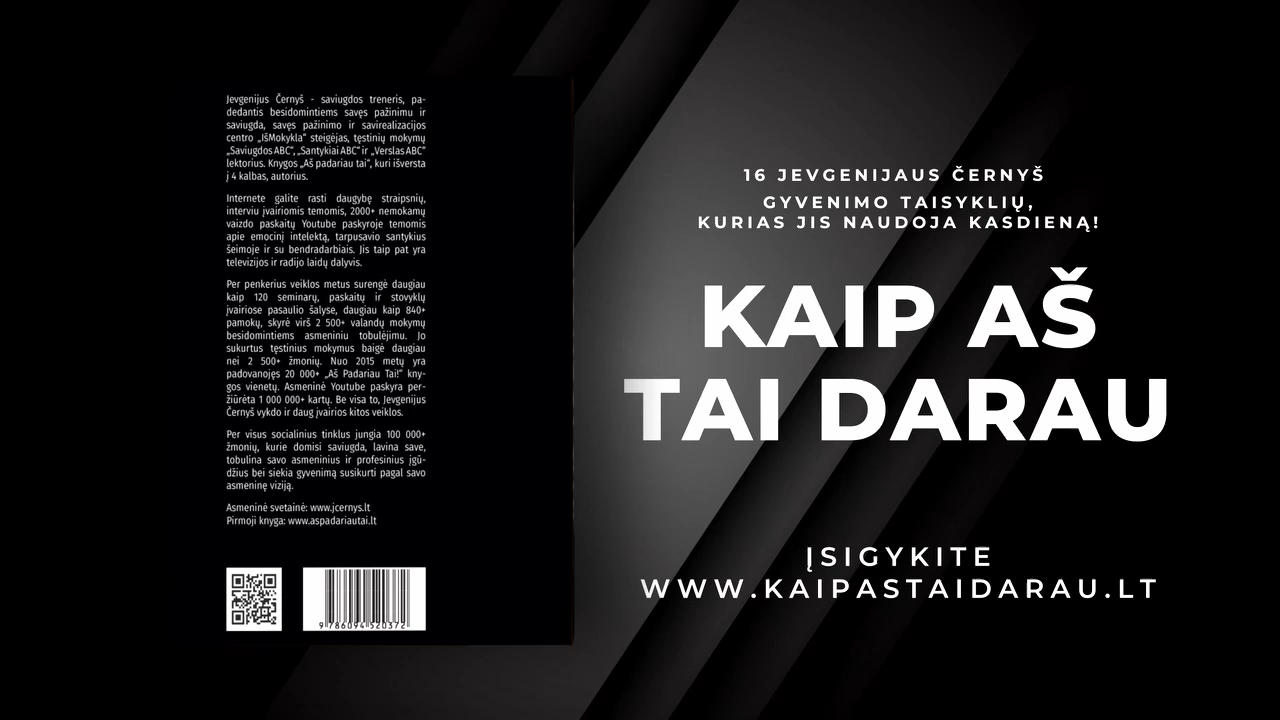 Jevgenijus Černyš - saviugdos treneris, pa-
dedantis besidomintiems savęs pažinimu ir
saviugda, savęs pažinimo ir savirealizacijos
centro „IšMokykla“ steigėjas, tęstinių mokymų
„Saviugdos ABC“, „Santykiai ABC“ ir „Verslas ABC“
lektorius. Knygos „Aš padariau tai“, kuri išversta
į 4 kalbas, autorius.
Internete galite rasti daugybę straipsnių,
interviu įvairiomis temomis, 2000+ nemokamų
vaizdo paskaitų Youtube paskyroje temomis
apie emocinį intelektą, tarpusavio santykius
šeimoje ir su bendradarbiais. Jis taip pat yra
televizijos ir radijo laidų dalyvis.
Per penkerius veiklos metus surengė daugiau
kaip 120 seminarų, paskaitų ir stovyklų
įvairiose pasaulio šalyse, daugiau kaip 840+
pamokų, skyrė virš 2 500+ valandų mokymų
besidomintiems asmeniniu tobulėjimu. Jo
sukurtus tęstinius mokymus baigė daugiau
nei 2 500+ žmonių. Nuo 2015 metų yra
padovanojęs 20 000+ „Aš Padariau Tai!“ kny-
gos vienetų. Asmeninė Youtube paskyra per-
žiūrėta 1 000 000+ kartų. Be visa to, Jevgenijus
Černyš vykdo ir daug įvairios kitos veiklos.
Per visus socialinius tinklus jungia 100 000+
žmonių, kurie domisi saviugda, lavina save,
tobulina savo asmeninius ir profesinius įgū-
džius bei siekia gyvenimą susikurti pagal savo
asmeninę viziją.
Asmeninė svetainė: www.jcernys.lt
Pirmoji knyga: www.aspadariautai.lt
9 786094 520372
16 JEVGENIJAUS ČERNYŠ
GYVENIMO TAISYKLIŲ,
KURIAS JIS NAUDOJA KASDIENĄ!
KAIP AŠ
TAI DARAU
ĮSIGYKITE
WWW.KAIPASTAIDARAU.LT